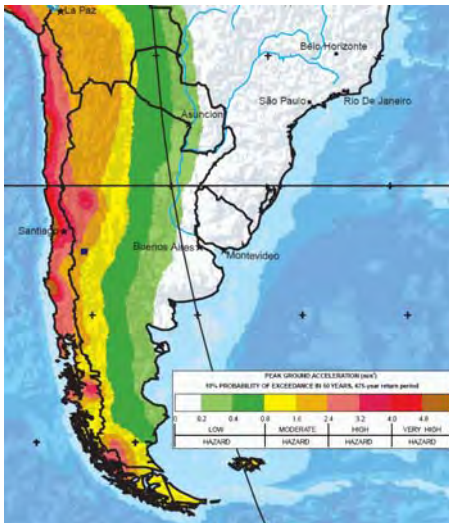 La Paz
Bélo Horizonte
São Paulo
Rio De Janeiro
Asuncion
Santiago
Buenos Aires
Montevideo
PEAK GROUND ACCELERATION (m/s²)
10% PROBABILITY OF EXCEEDANCE IN 50 YEARS, 475-year return period
0 0.2 0.4 0.8 1.6 2.4 3.2 4.0 4.8
LOW MODERATE HIGH VERY HIGH
HAZARD HAZARD HAZARD HAZARD